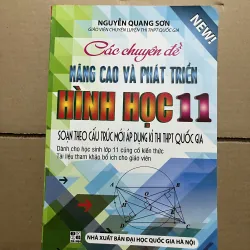 NGUYỄN QUANG SƠN
GIÁO VIÊN CHUYÊN LUYỆN THI THPT QUỐC GIA
NEW!
Các chuyên đề
NÂNG CAO VÀ PHÁT TRIỂN
HÌNH HỌC 11
SOẠN THEO CẤU TRÚC MỚI ÁP DỤNG KÌ THI THPT QUỐC GIA
Dành cho học sinh lớp 11 củng cố kiến thức
Tài liệu tham khảo bổ ích cho giáo viên
NHÀ XUẤT BẢN ĐẠI HỌC QUỐC GIA HÀ NỘI